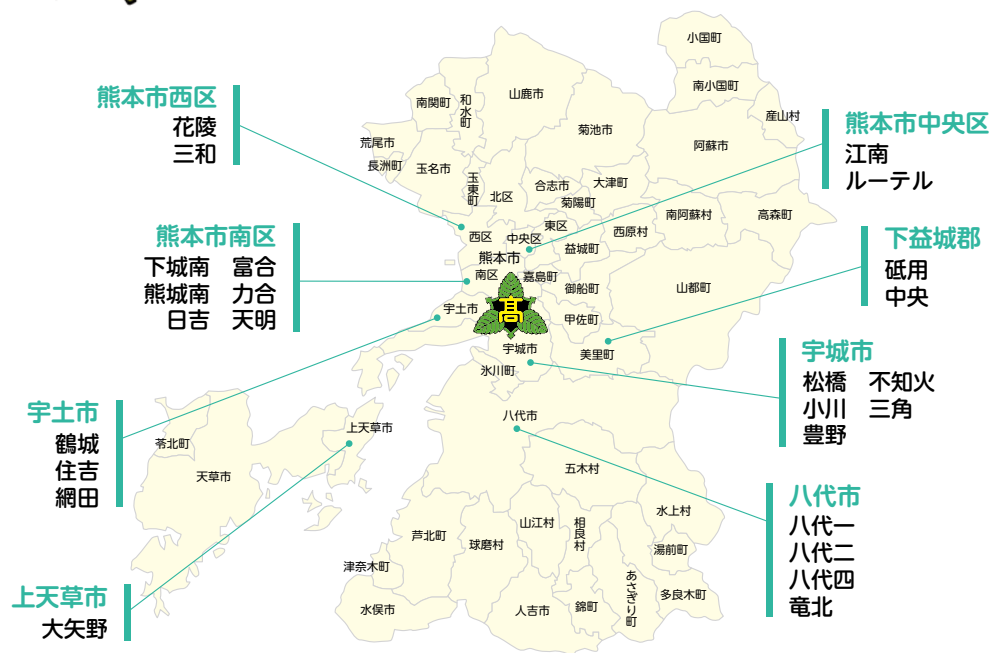 熊本市西区
花陵
三和
熊本市南区
下城南 富合
熊城南 力合
日吉 天明
宇土市
鶴城
住吉
網田
上天草市
大矢野
熊本市中央区
江南
ルーテル
下益城郡
砥用
中央
宇城市
松橋 不知火
小川 三角
豊野
八代市
八代一
八代二
八代四
竜北
小国町
南小国町
産山村
南関町
和水町
山鹿市
菊池市
阿蘇市
荒尾市
長洲町
玉名市
玉東町
北区
合志市
大津町
菊陽町
南阿蘇村
高森町
西区
中央区
東区
西原村
益城町
熊本市
南区
嘉島町
御船町
山都町
宇土市
髙
甲佐町
宇城市
美里町
氷川町
八代市
上天草市
苓北町
天草市
五木村
水上村
芦北町
球磨村
山江村
相良村
湯前町
津奈木町
あさぎり町
多良木町
水俣市
人吉市
錦町